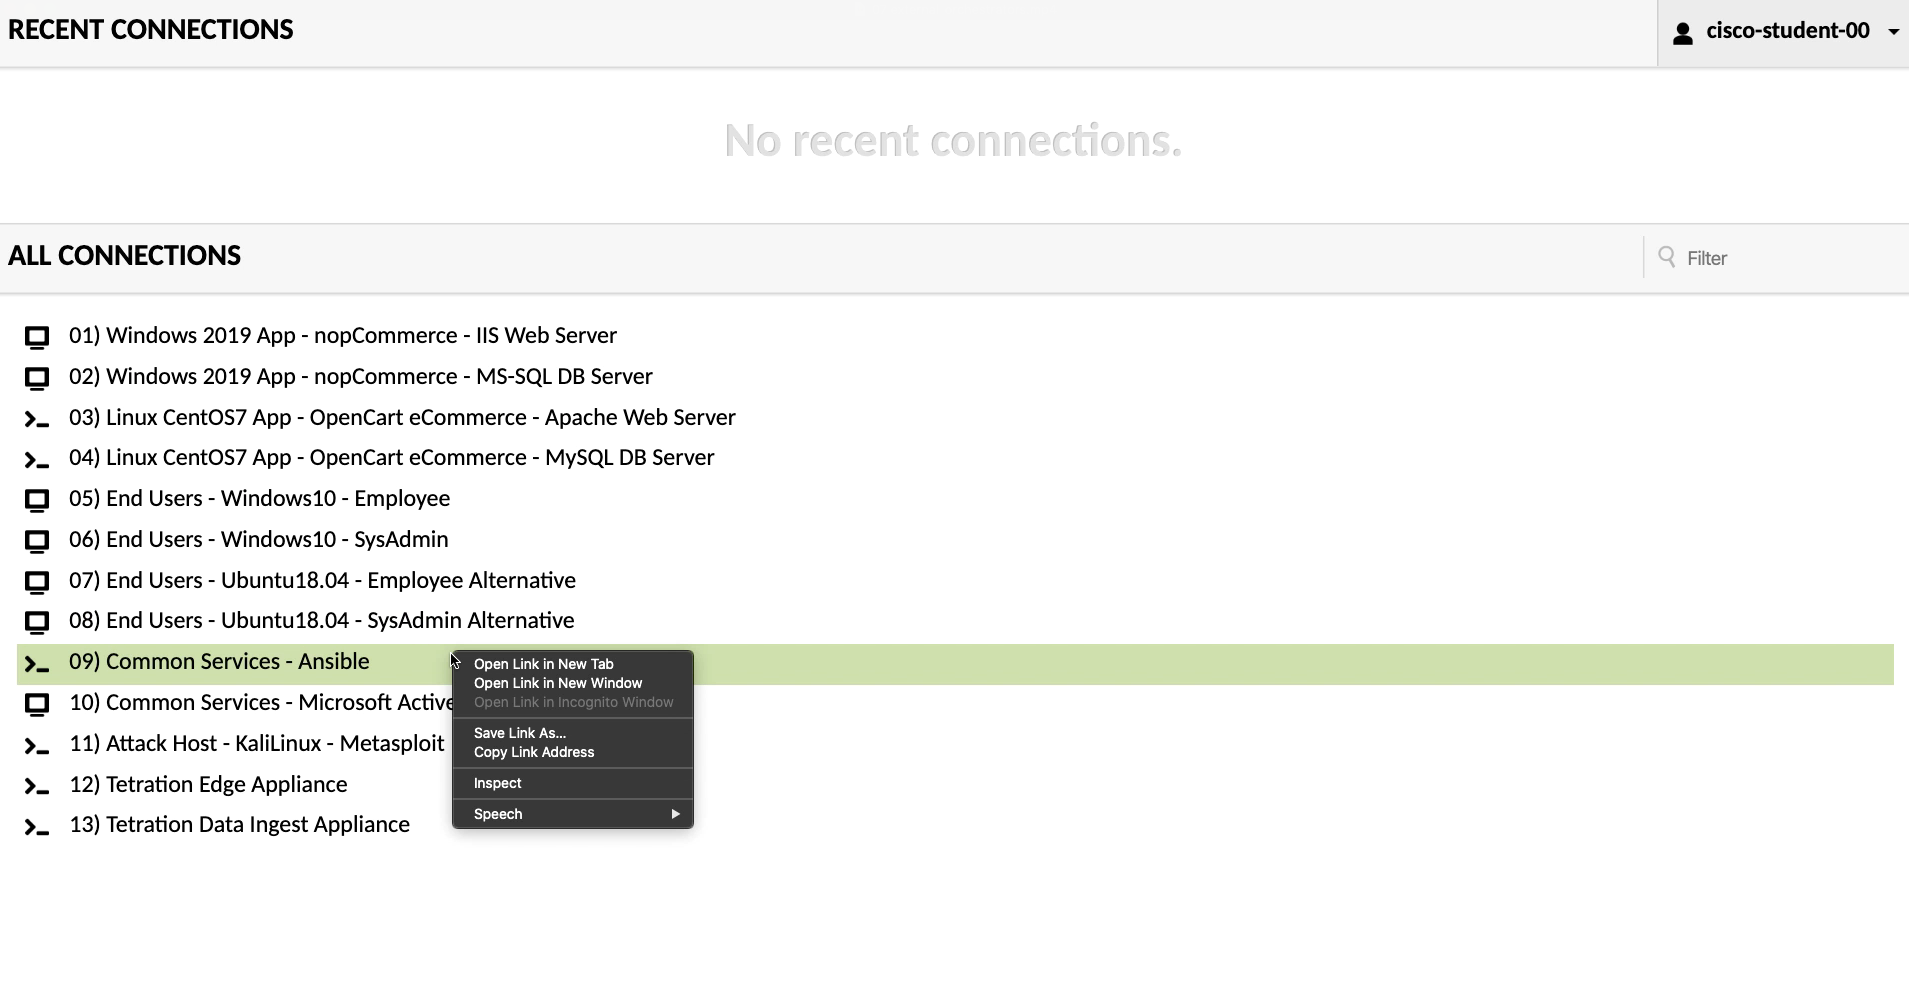 RECENT CONNECTIONS
cisco-student-00
No recent connections.
ALL CONNECTIONS
Filter
01) Windows 2019 App - nopCommerce - IIS Web Server
02) Windows 2019 App - nopCommerce - MS-SQL DB Server
03) Linux CentOS7 App - OpenCart eCommerce - Apache Web Server
04) Linux CentOS7 App - OpenCart eCommerce - MySQL DB Server
05) End Users - Windows10 - Employee
06) End Users - Windows10 - SysAdmin
07) End Users - Ubuntu18.04 - Employee Alternative
08) End Users - Ubuntu18.04 - SysAdmin Alternative
09) Common Services - Ansible
10) Common Services - Microsoft Active
11) Attack Host - KaliLinux - Metasploit
12) Tetration Edge Appliance
13) Tetration Data Ingest Appliance
Open Link in New Tab
Open Link in New Window
Open Link in Incognito Window
Save Link As...
Copy Link Address
Inspect
Speech